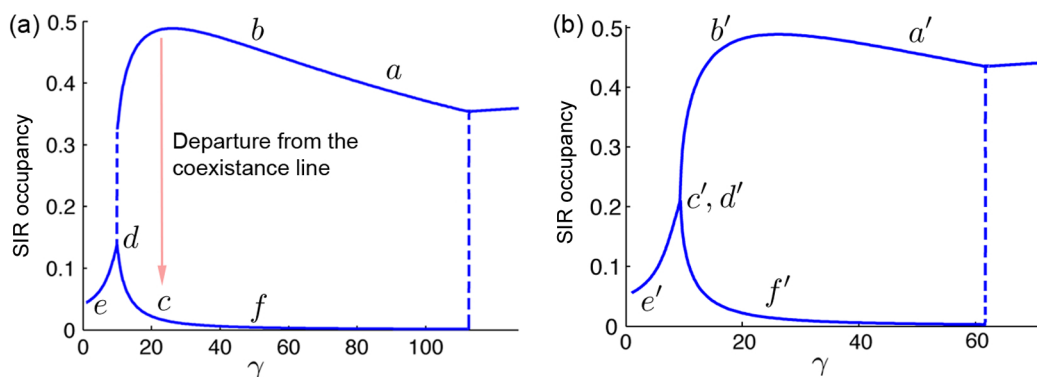 (a)
SIR occupancy
0.5
0.4
0.3
0.2
0.1
0
b
a
Departure from the
coexistance line
d
e
c
f
0 20 40 60 80 100
γ
(b)
SIR occupancy
0.5
0.4
0.3
0.2
0.1
0
b′
a′
c′, d′
e′
f′
0 20 40 60
γ